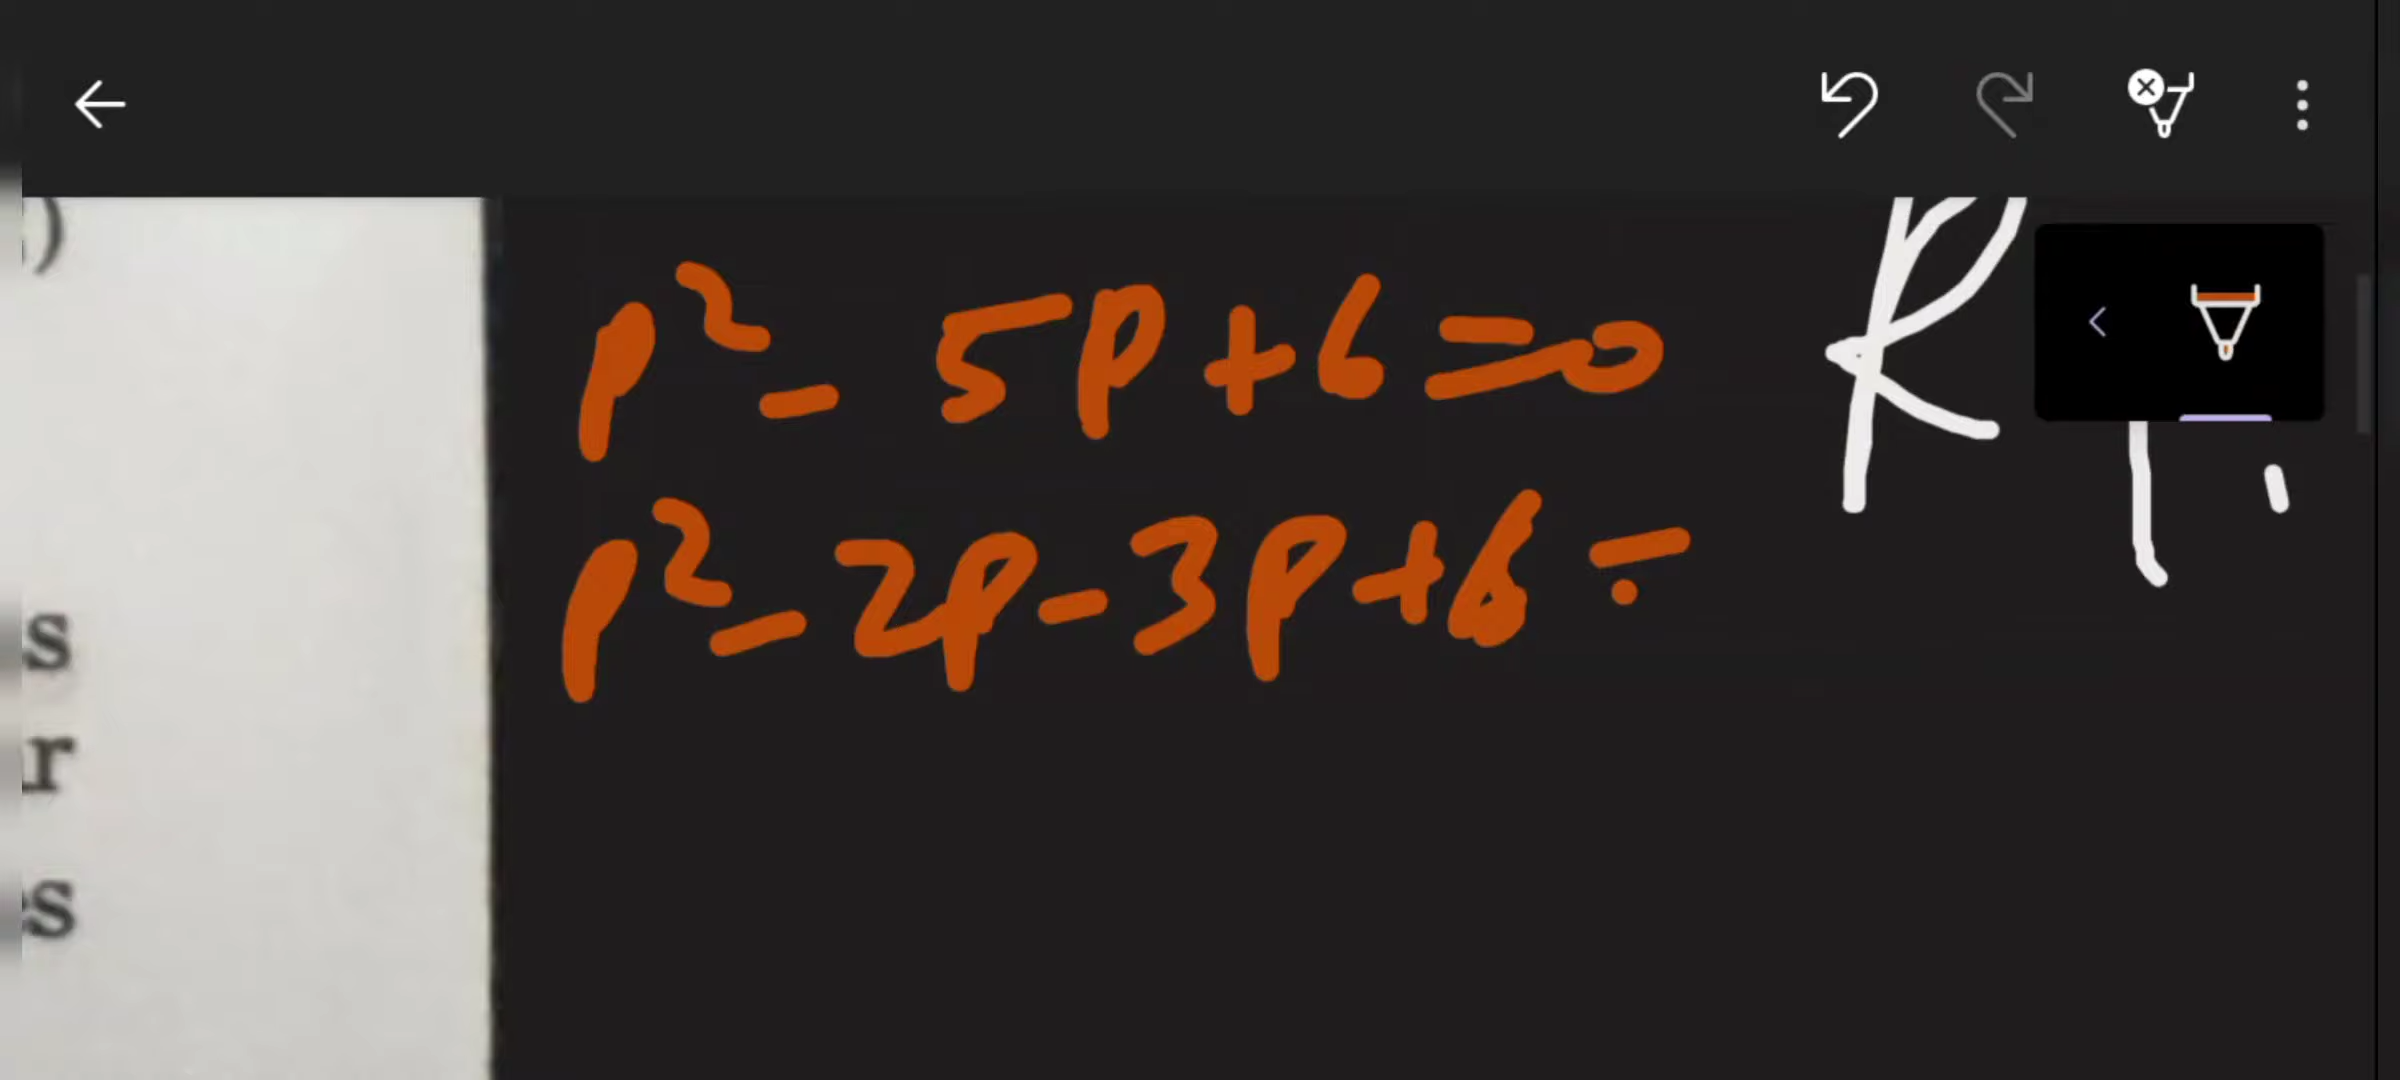 )
p² - 5p + 6 = 0
R
p² - 2p - 3p + 6 =
s
r
s